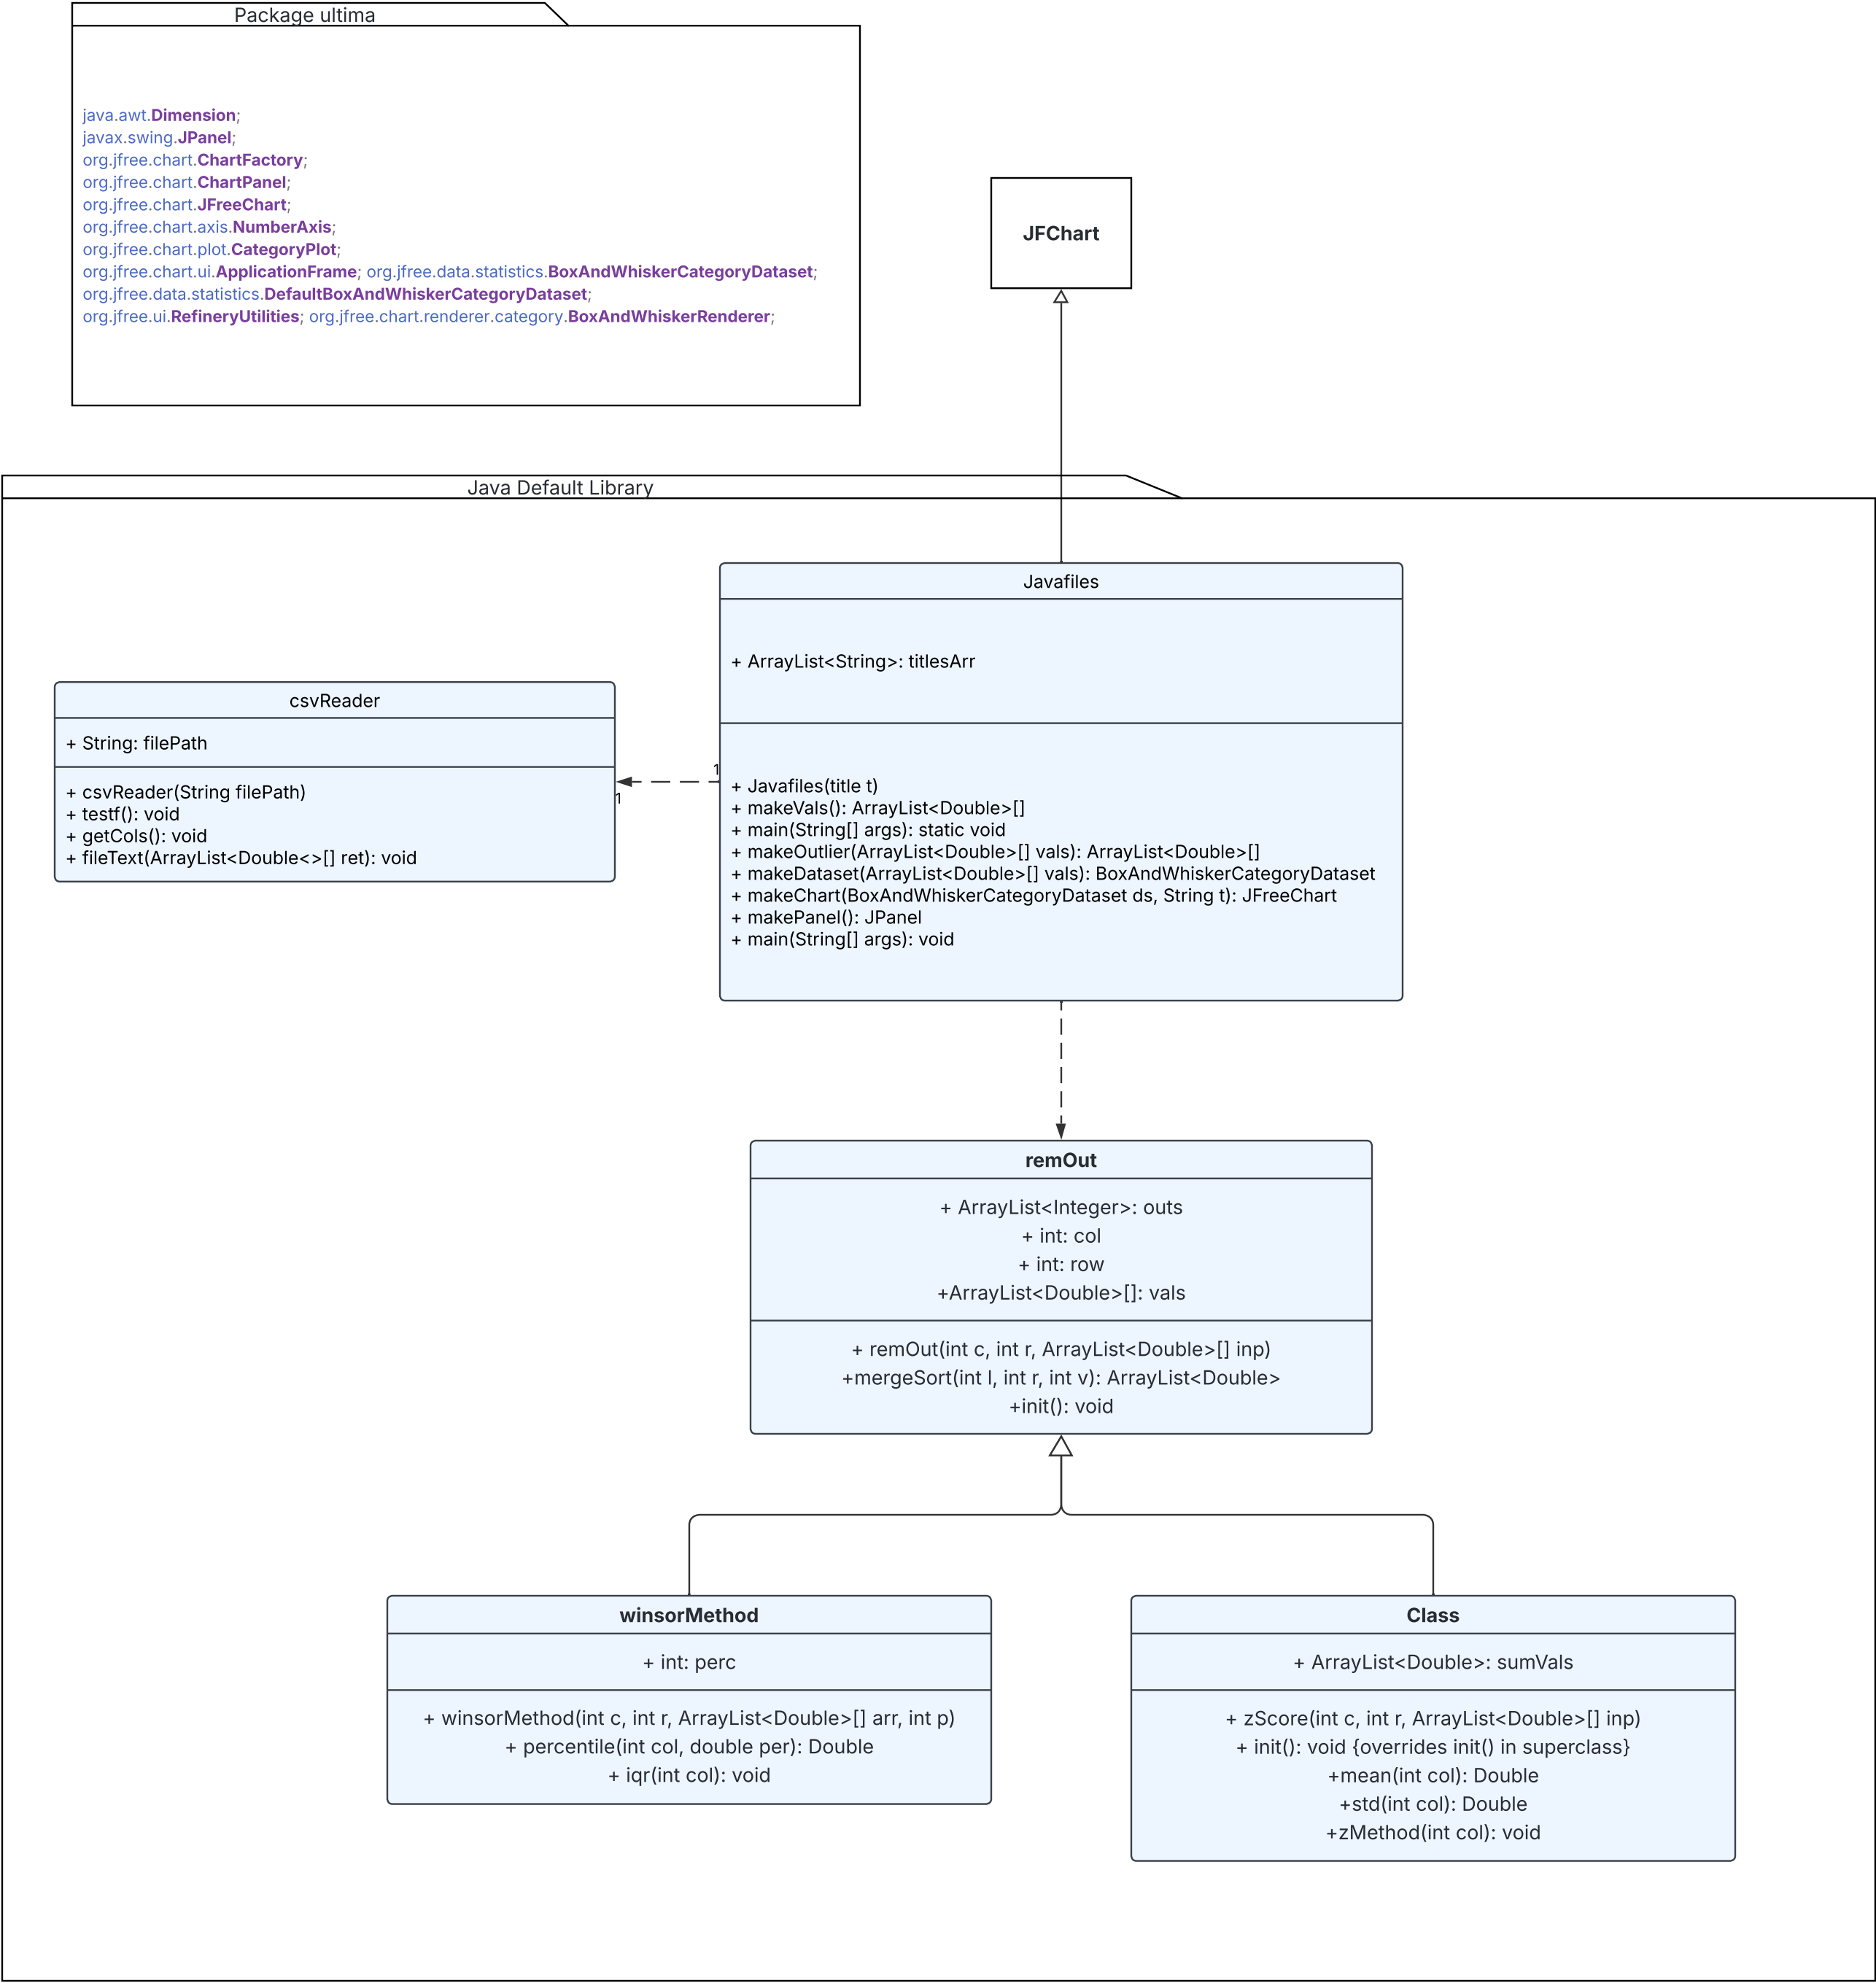 Package ultima
java.awt.Dimension;
javax.swing.JPanel;
org.jfree.chart.ChartFactory;
org.jfree.chart.ChartPanel;
org.jfree.chart.JFreeChart;
org.jfree.chart.axis.NumberAxis;
org.jfree.chart.plot.CategoryPlot;
org.jfree.chart.ui.ApplicationFrame; org.jfree.data.statistics.BoxAndWhiskerCategoryDataset;
org.jfree.data.statistics.DefaultBoxAndWhiskerCategoryDataset;
org.jfree.ui.RefineryUtilities; org.jfree.chart.renderer.category.BoxAndWhiskerRenderer;
JFChart
Java Default Library
Javafiles
+ ArrayList<String>: titlesArr
+ Javafiles(title t)
+ makeVals(): ArrayList<Double>[]
+ main(String[] args): static void
+ makeOutlier(ArrayList<Double>[] vals): ArrayList<Double>[]
+ makeDataset(ArrayList<Double>[] vals): BoxAndWhiskerCategoryDataset
+ makeChart(BoxAndWhiskerCategoryDataset ds, String t): JFreeChart
+ makePanel(): JPanel
+ main(String[] args): void
csvReader
+ String: filePath
+ csvReader(String filePath)
+ testf(): void
+ getCols(): void
+ fileText(ArrayList<Double<>[] ret): void
1
1
remOut
+ ArrayList<Integer>: outs
+ int: col
+ int: row
+ArrayList<Double>[]: vals
+ remOut(int c, int r, ArrayList<Double>[] inp)
+mergeSort(int l, int r, int v): ArrayList<Double>
+init(): void
winsorMethod
+ int: perc
+ winsorMethod(int c, int r, ArrayList<Double>[] arr, int p)
+ percentile(int col, double per): Double
+ iqr(int col): void
Class
+ ArrayList<Double>: sumVals
+ zScore(int c, int r, ArrayList<Double>[] inp)
+ init(): void {overrides init() in superclass}
+mean(int col): Double
+std(int col): Double
+zMethod(int col): void